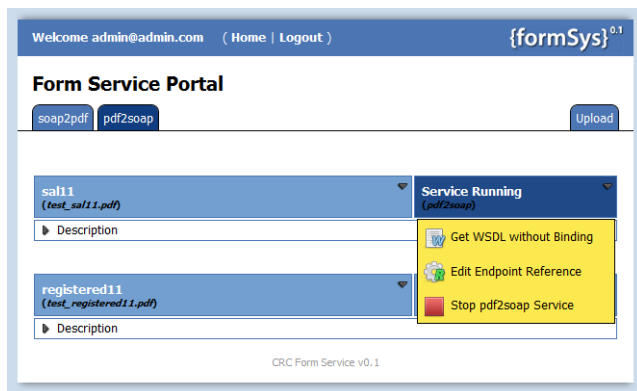 Welcome admin@admin.com ( Home | Logout )
{formSys}0.1
Form Service Portal
soap2pdf pdf2soap Upload
sal11
(test_sal11.pdf)
Service Running
(pdf2soap)
Description
Get WSDL without Binding
Edit Endpoint Reference
Stop pdf2soap Service
registered11
(test_registered11.pdf)
Description
CRC Form Service v0.1